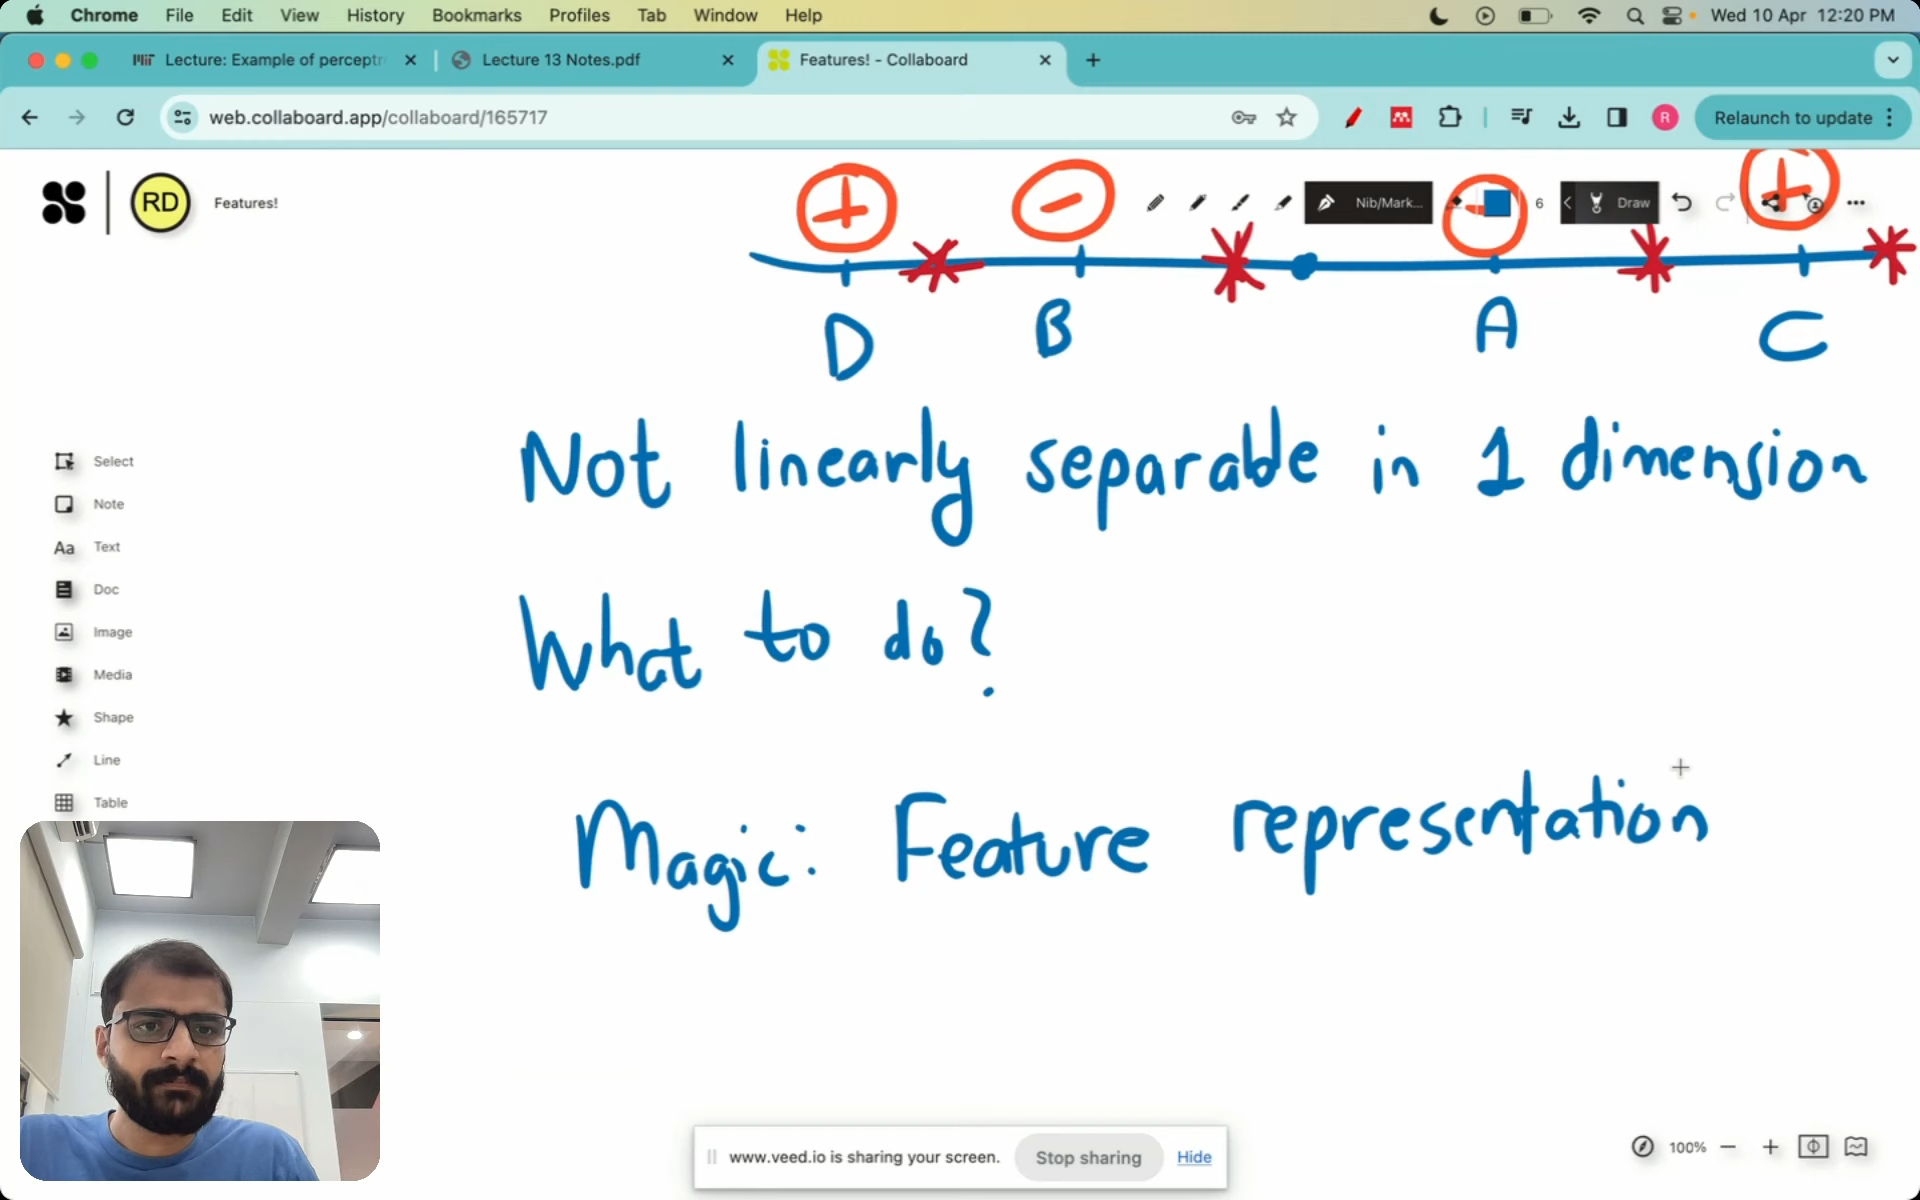 Chrome File Edit View History Bookmarks Profiles Tab Window Help Wed 10 Apr 12:20 PM
MIT Lecture: Example of perceptr Lecture 13 Notes.pdf Features! - Collaboard
web.collaboard.app/collaboard/165717 R Relaunch to update
RD Features! + - Nib/Mark... - 6 Draw +
D B A C
Not linearly separable in 1 dimension
Select
Note
Text
Doc
What to do?
Image
Media
Shape
Line
Table
Magic: Feature representation
www.veed.io is sharing your screen. Stop sharing Hide
100%